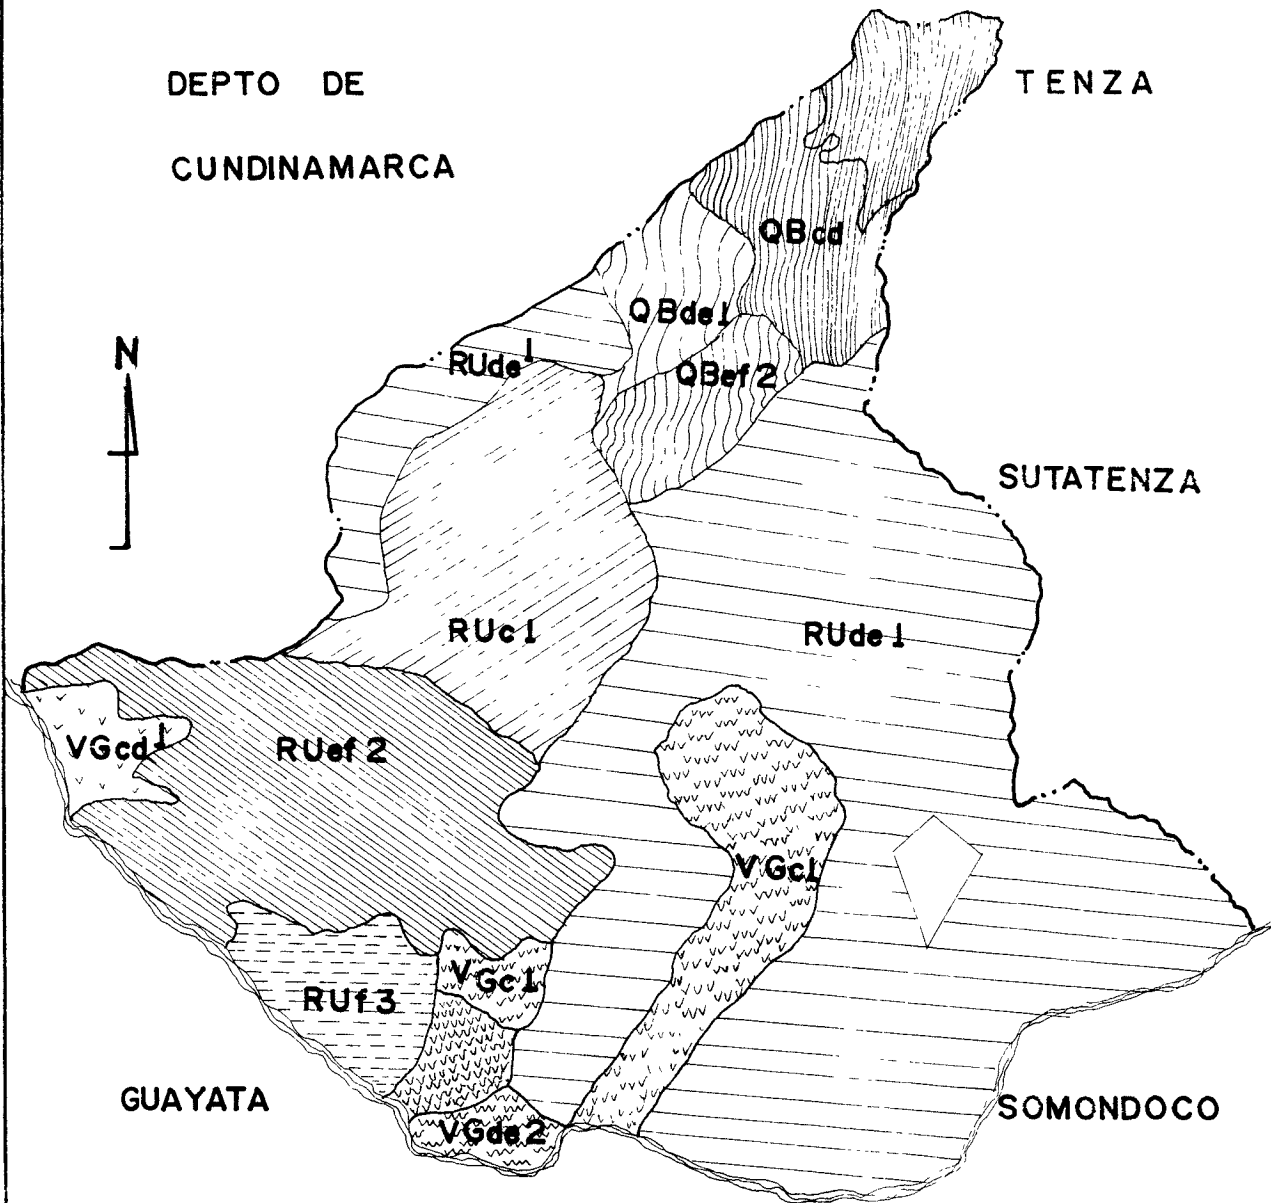 DEPTO DE
CUNDINAMARCA
TENZA
QBcd
QBde1
N
RUde1
QBef2
SUTATENZA
RUc1
RUde1
VGcd1
RUef2
VGc1
VGc1
RUf3
GUAYATA
SOMONDOCO
VGde2